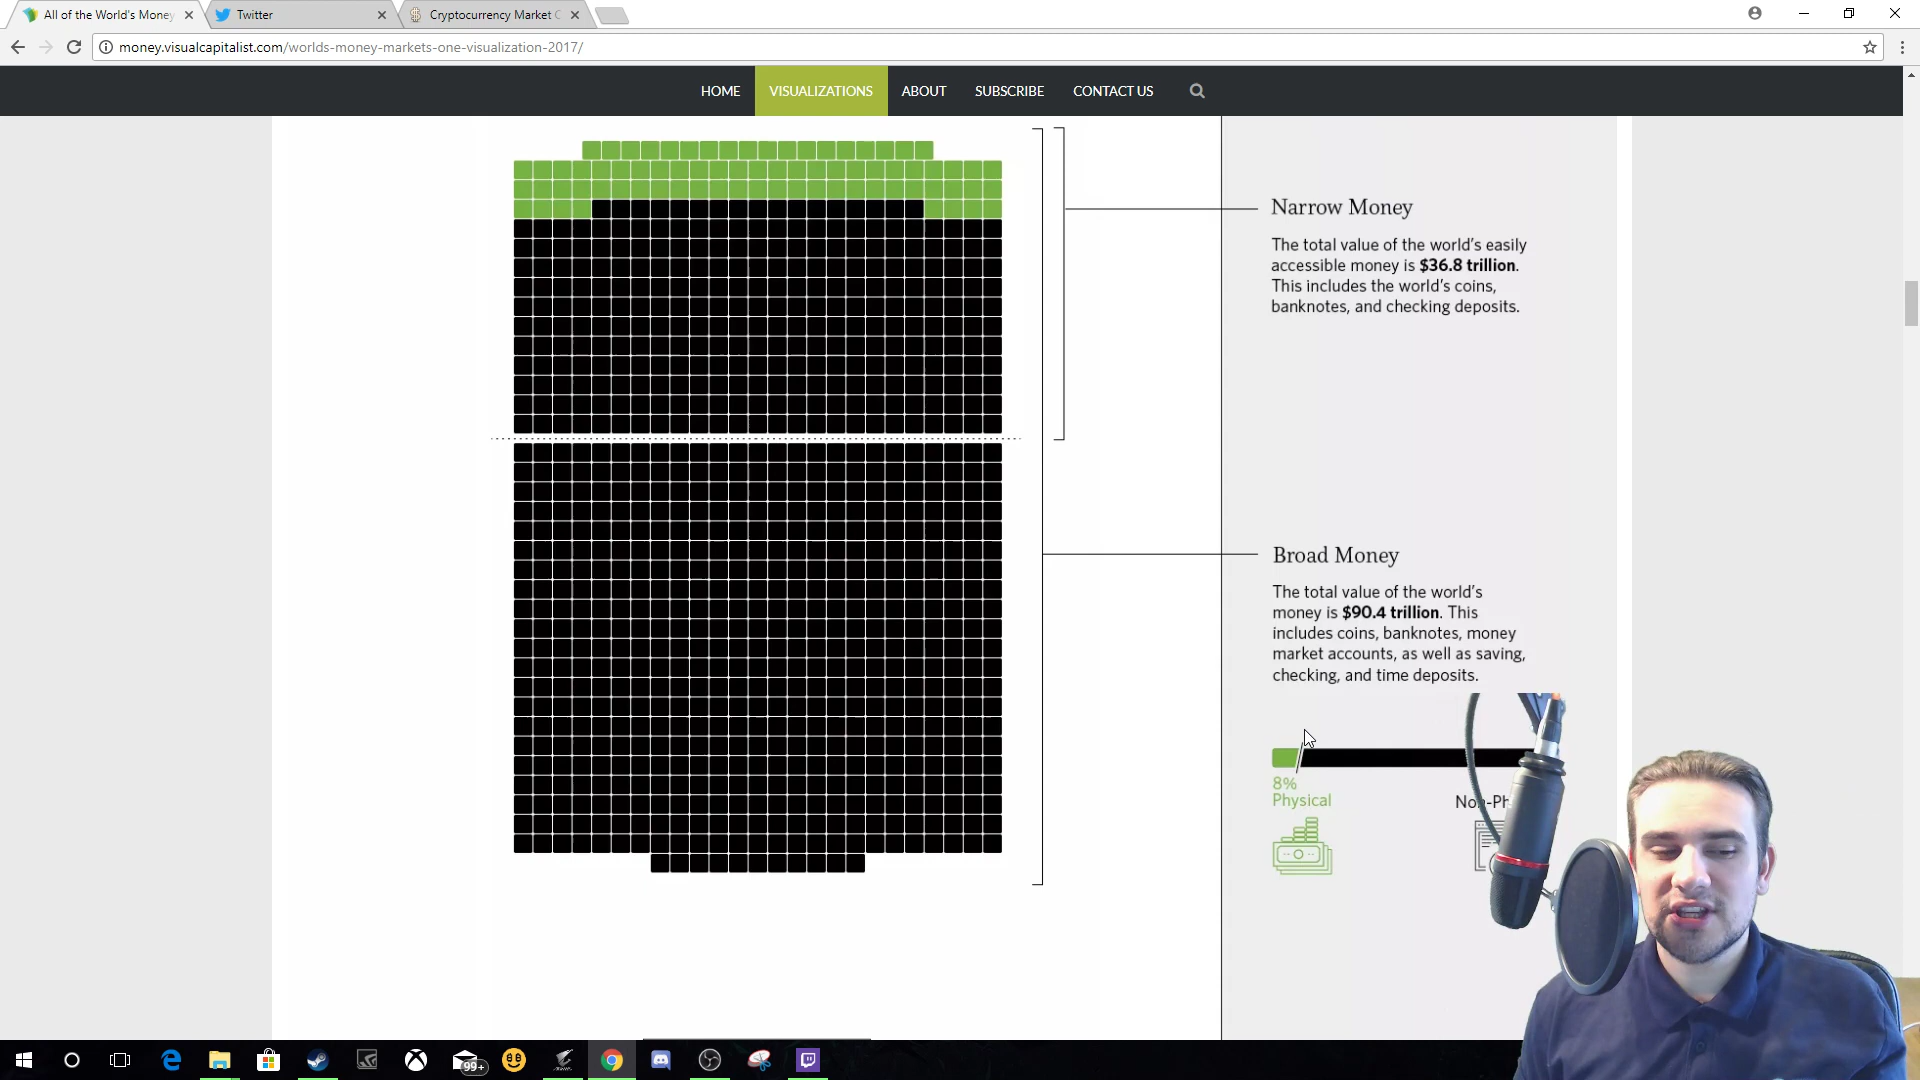 All of the World's Money
Twitter
Cryptocurrency Market C
money.visualcapitalist.com/worlds-money-markets-one-visualization-2017/
HOME
VISUALIZATIONS
ABOUT
SUBSCRIBE
CONTACT US
Narrow Money
The total value of the world's easily
accessible money is $36.8 trillion.
This includes the world's coins,
banknotes, and checking deposits.
Broad Money
The total value of the world's
money is $90.4 trillion. This
includes coins, banknotes, money
market accounts, as well as saving,
checking, and time deposits.
8%
Physical
Non-Ph
99+